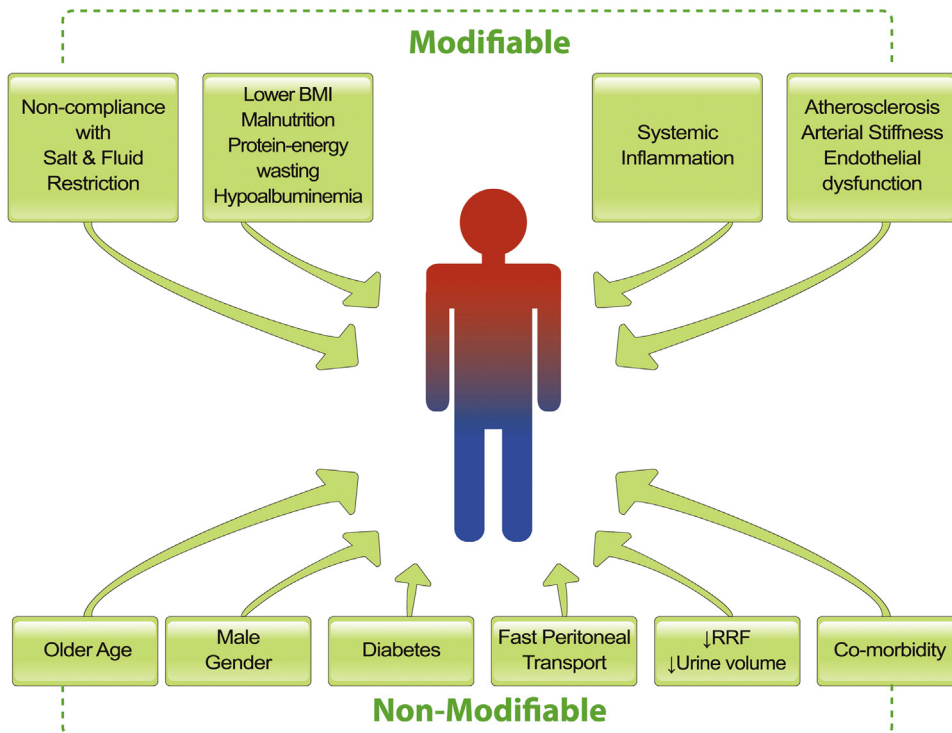 Modifiable
Non-compliance
with
Salt & Fluid
Restriction
Lower BMI
Malnutrition
Protein-energy
wasting
Hypoalbuminemia
Systemic
Inflammation
Atherosclerosis
Arterial Stiffness
Endothelial
dysfunction
Older Age
Male
Gender
Diabetes
Fast Peritoneal
Transport
↓RRF
↓Urine volume
Co-morbidity
Non-Modifiable